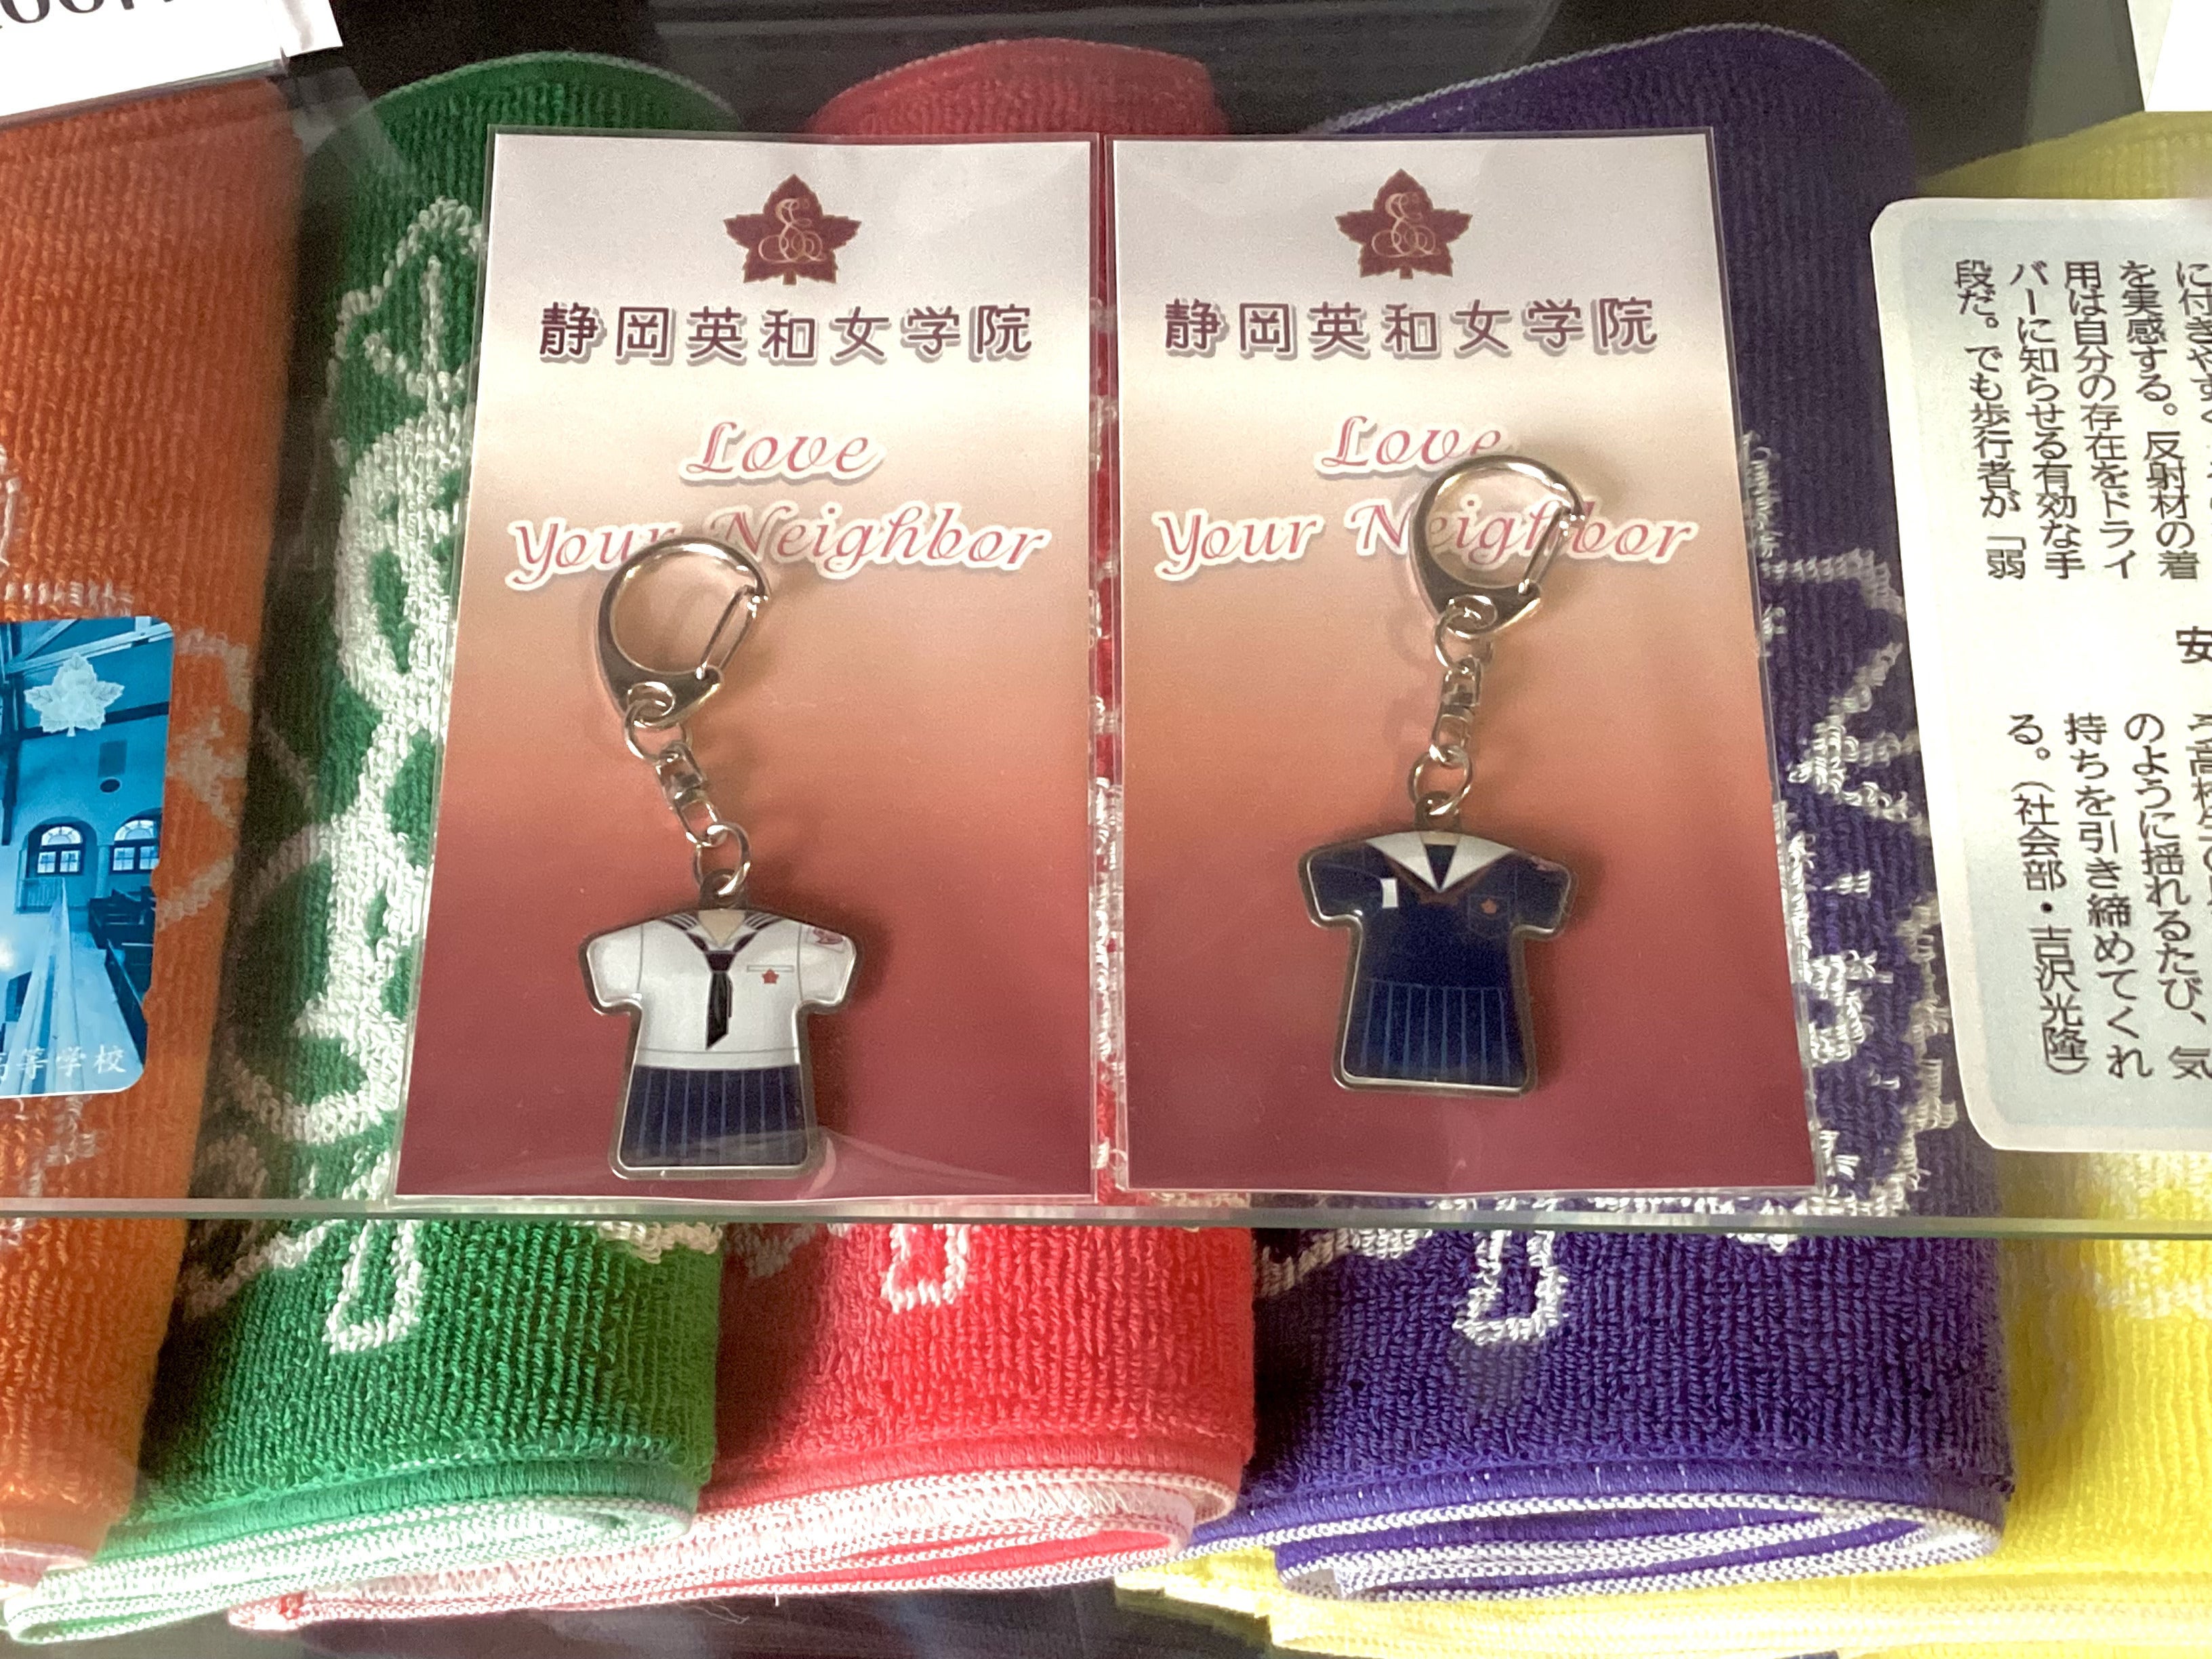 静岡英和女学院
Love
Your Neighbor
静岡英和女学院
Love
Your Neighbor
等学校
に付きやす
を実感する。反射材の着
用は自分の存在をドライ
バーに知らせる有効な手
段だ。でも歩行者が「弱
安
のように揺れるたび、気
持ちを引き締めてくれ
る。（社会部・古沢光隆）